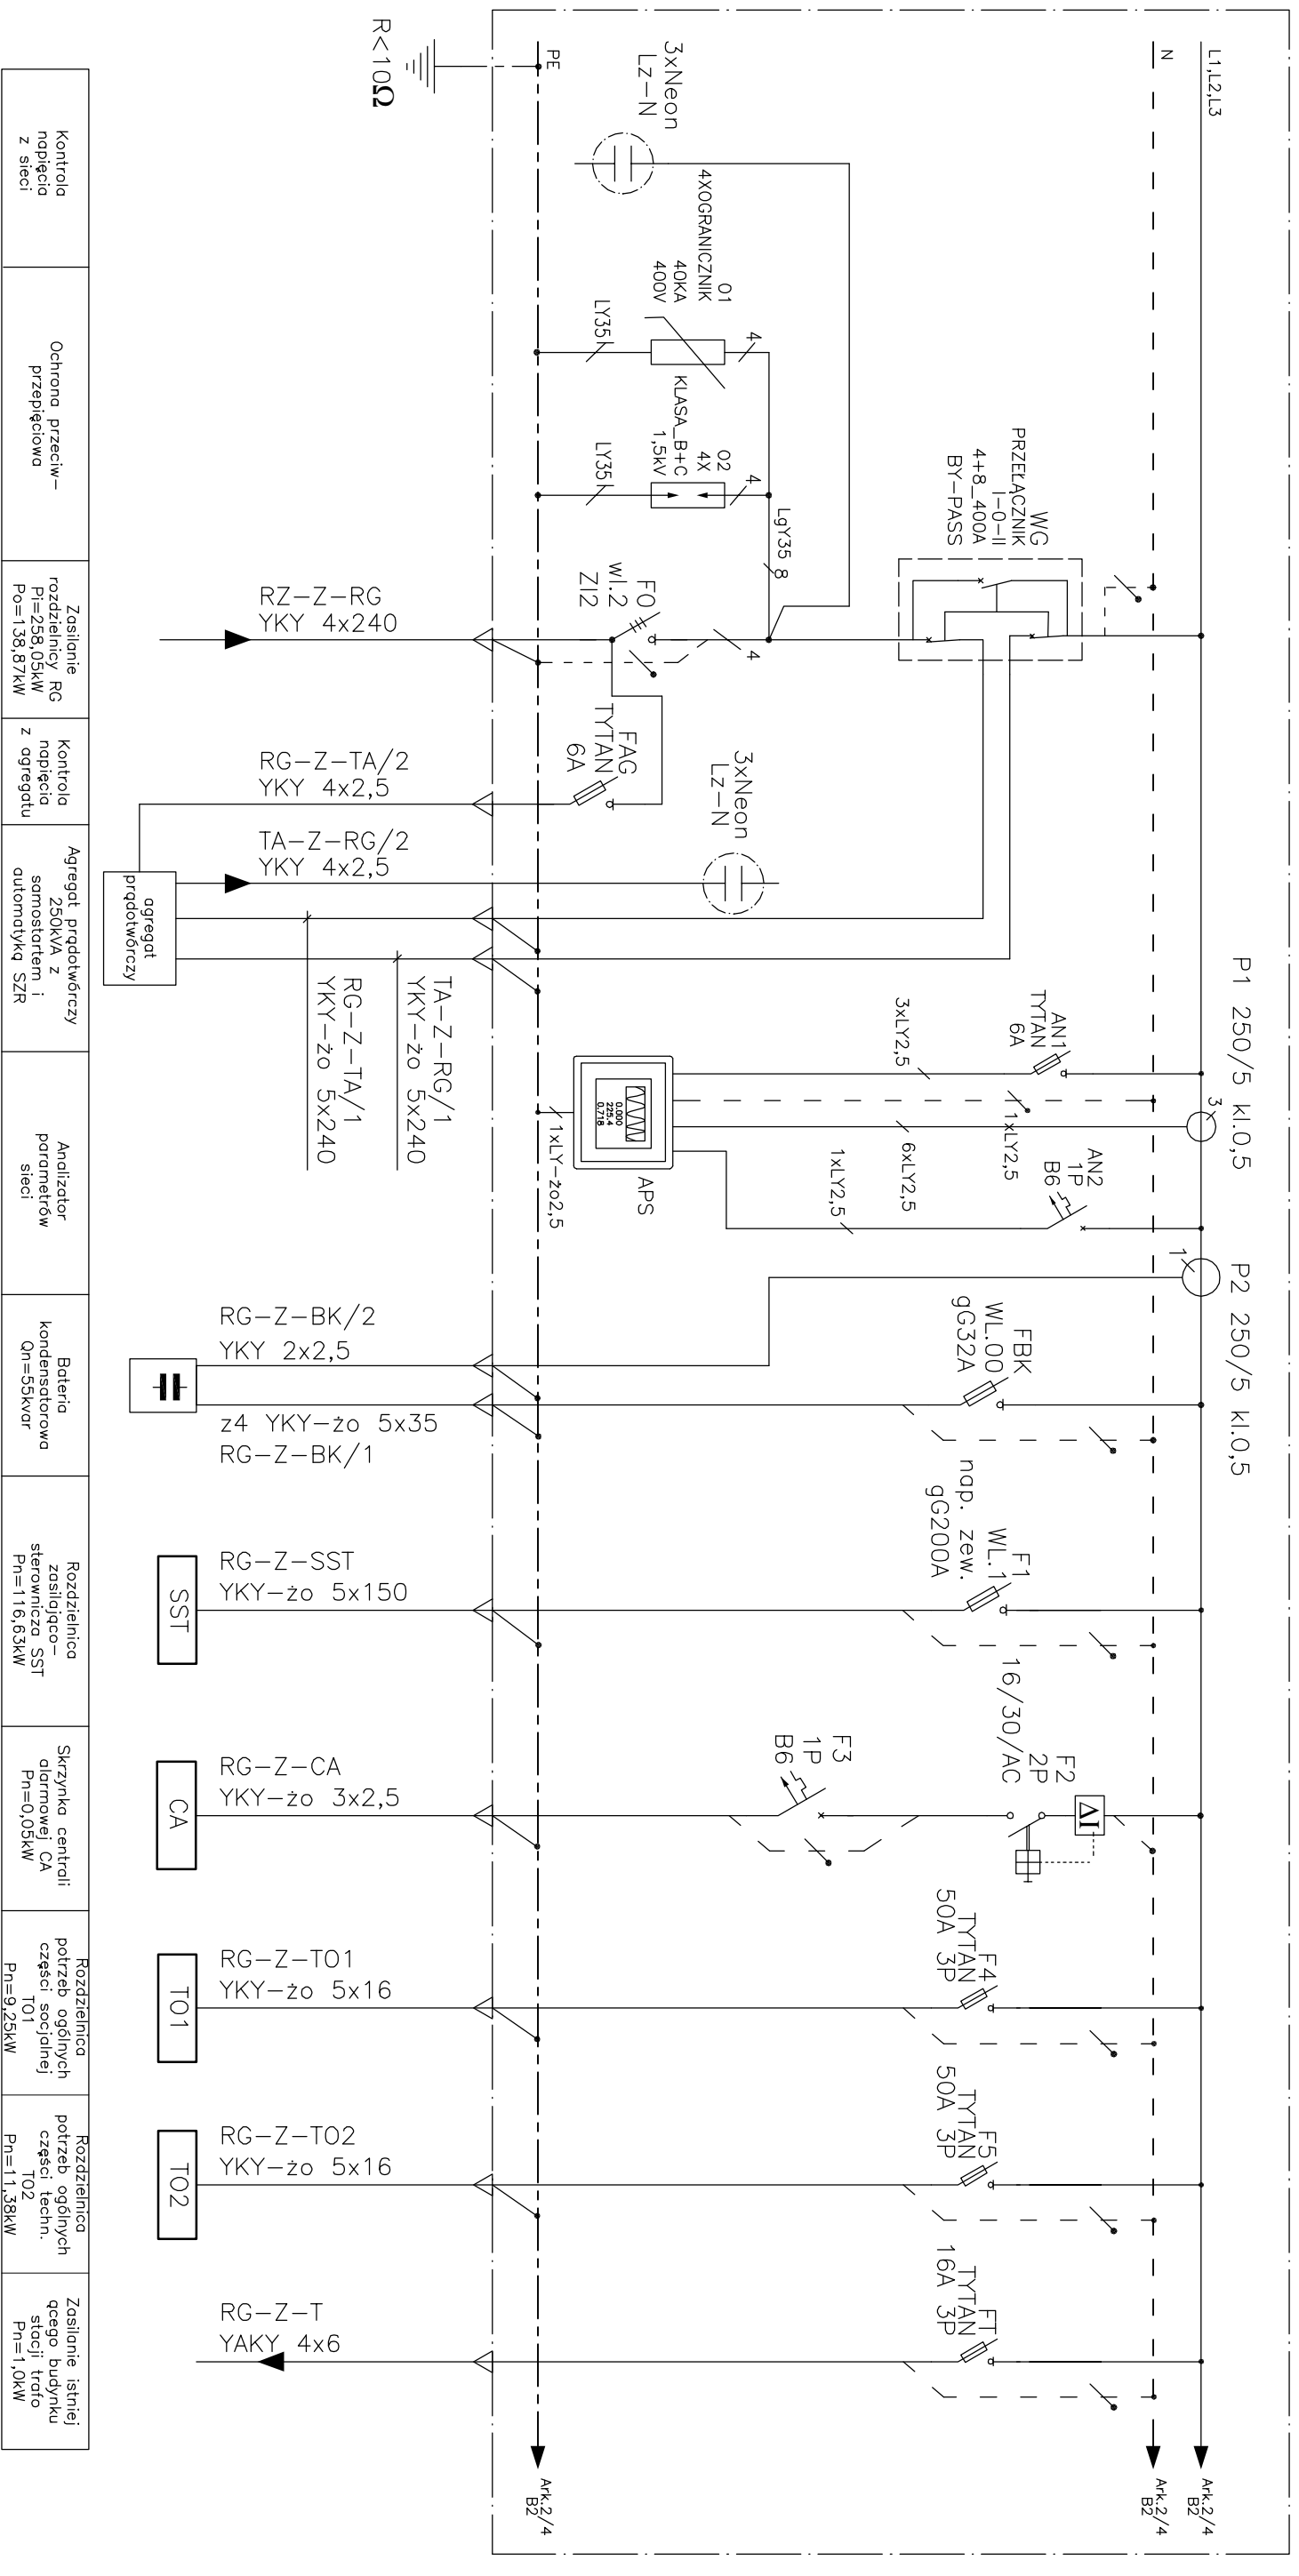 L1,L2,L3
N
PE
R<10Ω
3xNeon
Lz-N
O1
4XOGRANICZNIK
40KA
400V
4
LY35
O2
4X
KLASA_B+C
1,5kV
4
LY35
LgY35
8
WG
PRZEŁĄCZNIK
I-0-II
4+8_400A
BY-PASS
FO
wl.2
ZI2
4
RZ-Z-RG
YKY 4x240
FAG
TYTAN
6A
RG-Z-TA/2
YKY 4x2,5
3xNeon
Lz-N
TA-Z-RG/2
YKY 4x2,5
agregat
prądotwórczy
TA-Z-RG/1
YKY-żo 5x240
RG-Z-TA/1
YKY-żo 5x240
P1 250/5 kl.0,5
3
AN1
TYTAN
6A
3xLY2,5
1xLY2,5
6xLY2,5
AN2
1P
B6
1xLY2,5
0.000
225.4
0.718
APS
1xLY-żo2,5
P2 250/5 kl.0,5
1
FBK
WL.00
gG32A
RG-Z-BK/2
YKY 2x2,5
z4 YKY-żo 5x35
RG-Z-BK/1
F1
WL.1
nap. zew.
gG200A
RG-Z-SST
YKY-żo 5x150
SST
F2
2P
16/30/AC
ΔI
F3
1P
B6
RG-Z-CA
YKY-żo 3x2,5
CA
F4
TYTAN
50A 3P
RG-Z-TO1
YKY-żo 5x16
TO1
F5
TYTAN
50A 3P
RG-Z-TO2
YKY-żo 5x16
TO2
FT
TYTAN
16A 3P
RG-Z-T
YAKY 4x6
Ark.2/4
B2
Ark.2/4
B2
Ark.2/4
B2
Kontrola
napięcia
z sieci
Ochrona przeciw-
przepięciowa
Zasilanie
rozdzielnicy RG
Pi=258,05kW
Po=138,87kW
Kontrola
napięcia
z agregatu
Agregat prądotwórczy
250kVA z
samostartem i
automatyką SZR
Analizator
parametrów
sieci
Bateria
kondensatorowa
Qn=55kvar
Rozdzielnica
zasilająco-
sterownicza SST
Pn=116,63kW
Skrzynka centrali
alarmowej CA
Pn=0,05kW
Rozdzielnica
potrzeb ogólnych
części socjalnej
TO1
Pn=9,25kW
Rozdzielnica
potrzeb ogólnych
części techn.
TO2
Pn=11,38kW
Zasilanie istniej
ącego budynku
stacji trafo
Pn=1,0kW